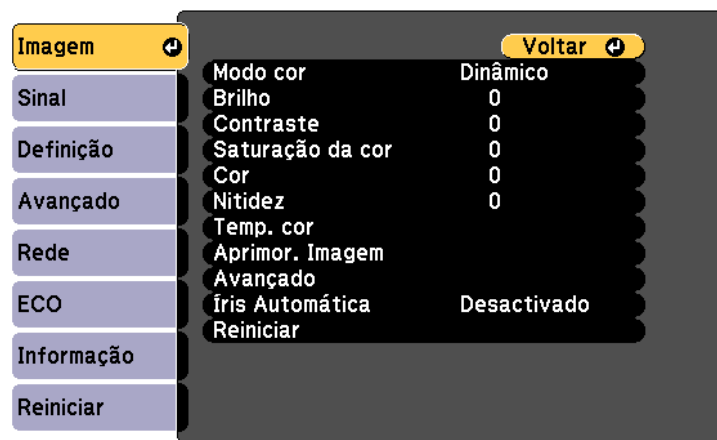 Imagem
Sinal
Definição
Avançado
Rede
ECO
Informação
Reiniciar
Voltar
Modo cor Dinâmico
Brilho 0
Contraste 0
Saturação da cor 0
Cor 0
Nitidez 0
Temp. cor
Aprimor. Imagem
Avançado
Íris Automática Desactivado
Reiniciar